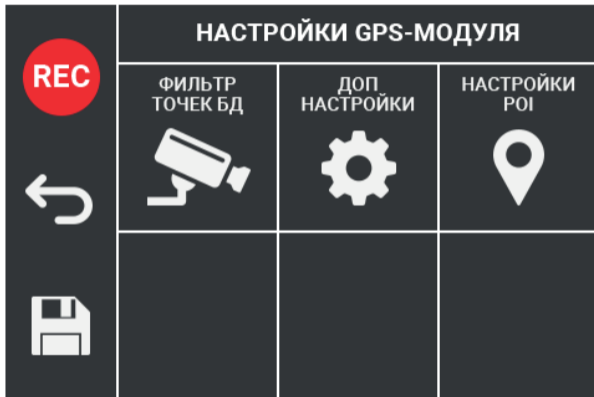 НАСТРОЙКИ GPS-МОДУЛЯ
REC
ФИЛЬТР
ТОЧЕК БД
ДОП
НАСТРОЙКИ
НАСТРОЙКИ
POI